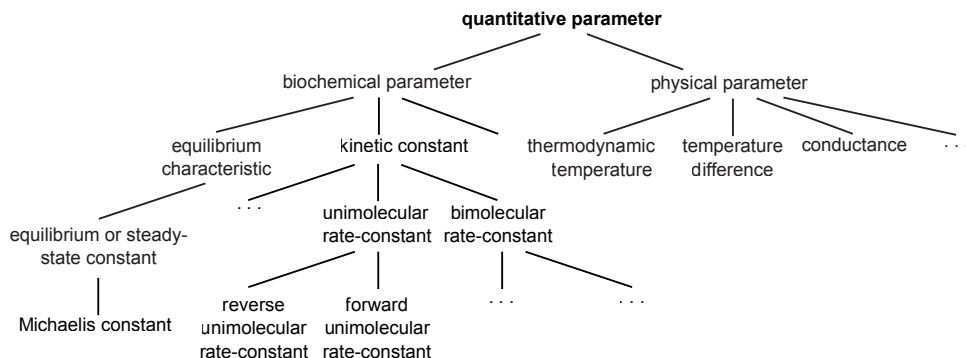 quantitative parameter
biochemical parameter
physical parameter
equilibrium
characteristic
kinetic constant
thermodynamic
temperature
temperature
difference
conductance
. . .
. . .
unimolecular
rate-constant
bimolecular
rate-constant
equilibrium or steady-
state constant
Michaelis constant
reverse
unimolecular
rate-constant
forward
unimolecular
rate-constant
. . .
. . .